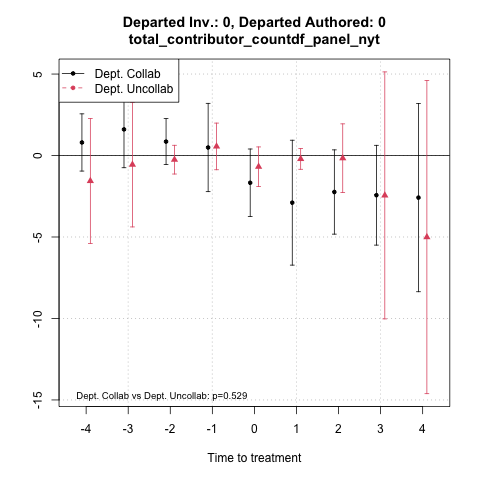 Departed Inv.: 0, Departed Authored: 0
total_contributor_countdf_panel_nyt
Dept. Collab
Dept. Uncollab
5
0
-5
-10
-15
Dept. Collab vs Dept. Uncollab: p=0.529
-4 -3 -2 -1 0 1 2 3 4
Time to treatment